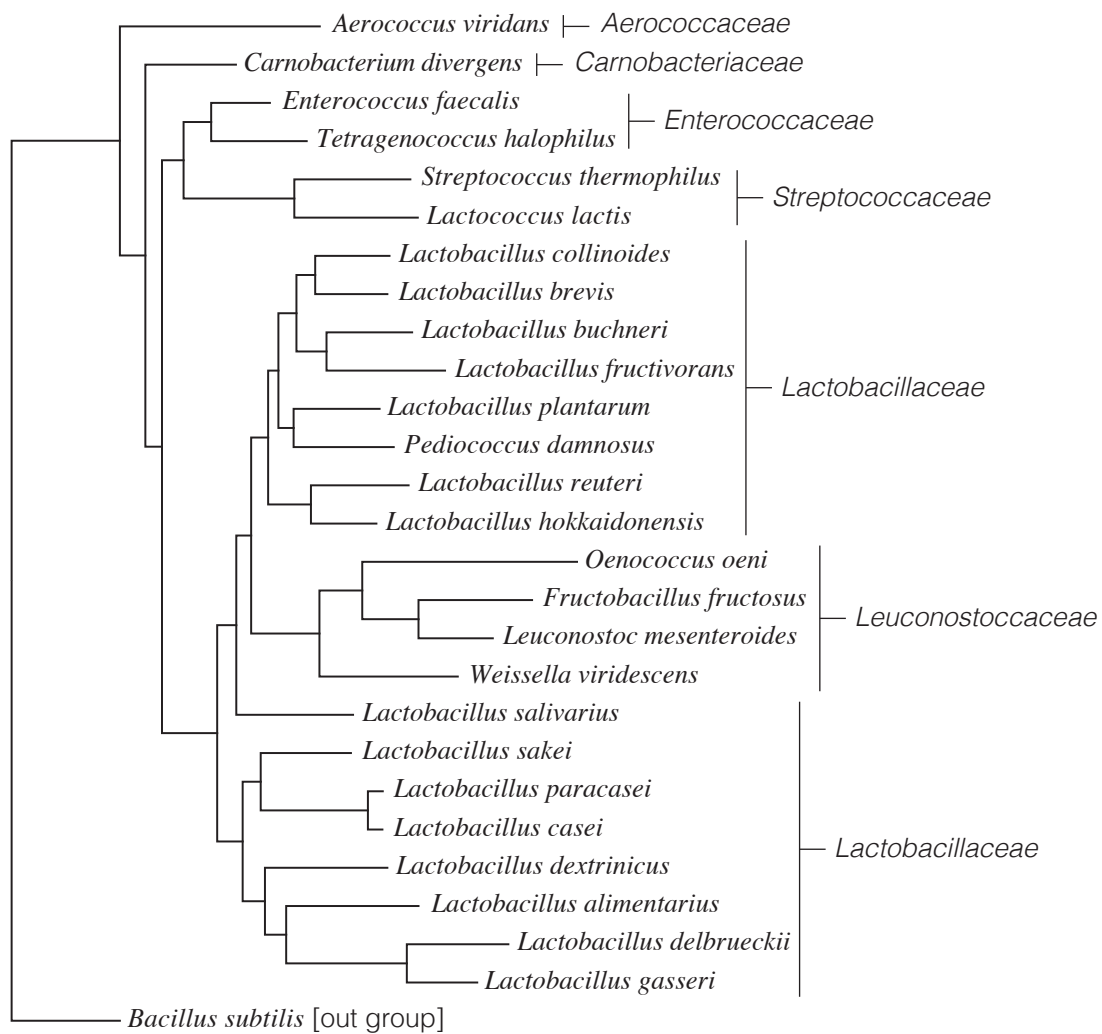 Aerococcus viridans Aerococcaceae
Carnobacterium divergens Carnobacteriaceae
Enterococcus faecalis
Enterococcaceae
Tetragenococcus halophilus
Streptococcus thermophilus
Streptococcaceae
Lactococcus lactis
Lactobacillus collinoides
Lactobacillus brevis
Lactobacillus buchneri
Lactobacillus fructivorans
Lactobacillaceae
Lactobacillus plantarum
Pediococcus damnosus
Lactobacillus reuteri
Lactobacillus hokkaidonensis
Oenococcus oeni
Fructobacillus fructosus
Leuconostoccaceae
Leuconostoc mesenteroides
Weissella viridescens
Lactobacillus salivarius
Lactobacillus sakei
Lactobacillus paracasei
Lactobacillus casei
Lactobacillaceae
Lactobacillus dextrinicus
Lactobacillus alimentarius
Lactobacillus delbrueckii
Lactobacillus gasseri
Bacillus subtilis [out group]